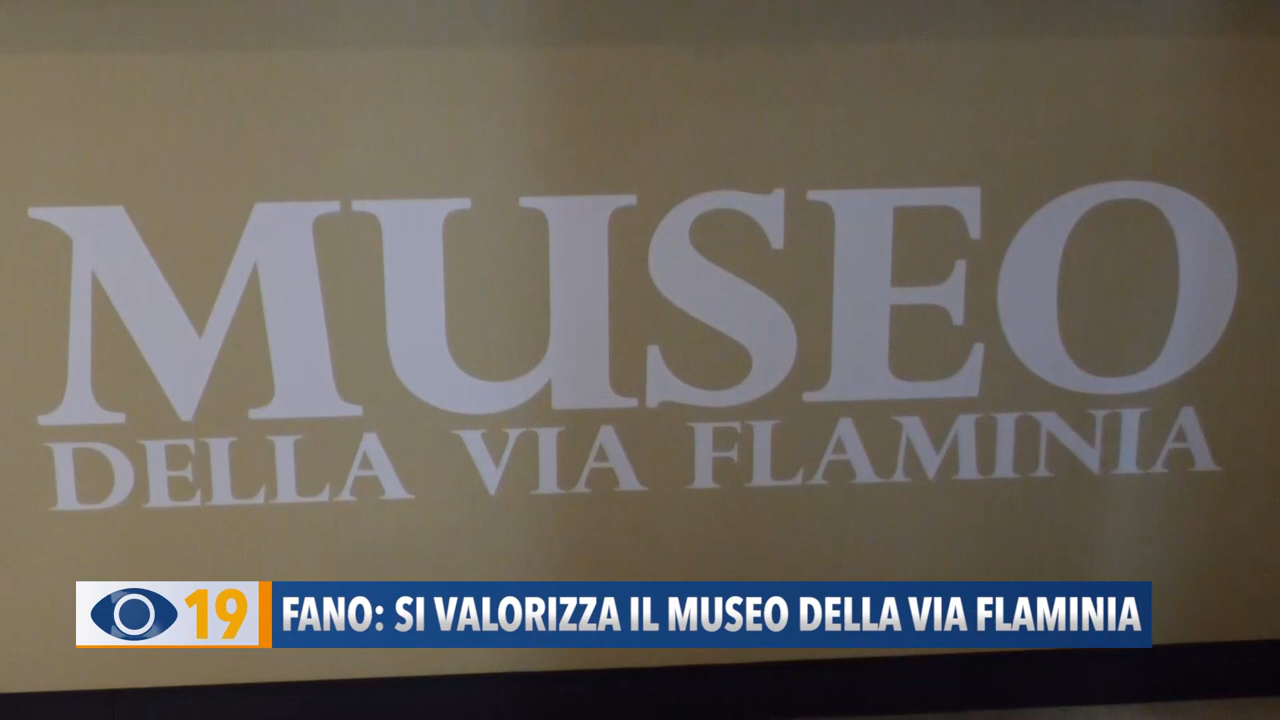 MUSEO
DELLA VIA FLAMINIA
19 FANO: SI VALORIZZA IL MUSEO DELLA VIA FLAMINIA